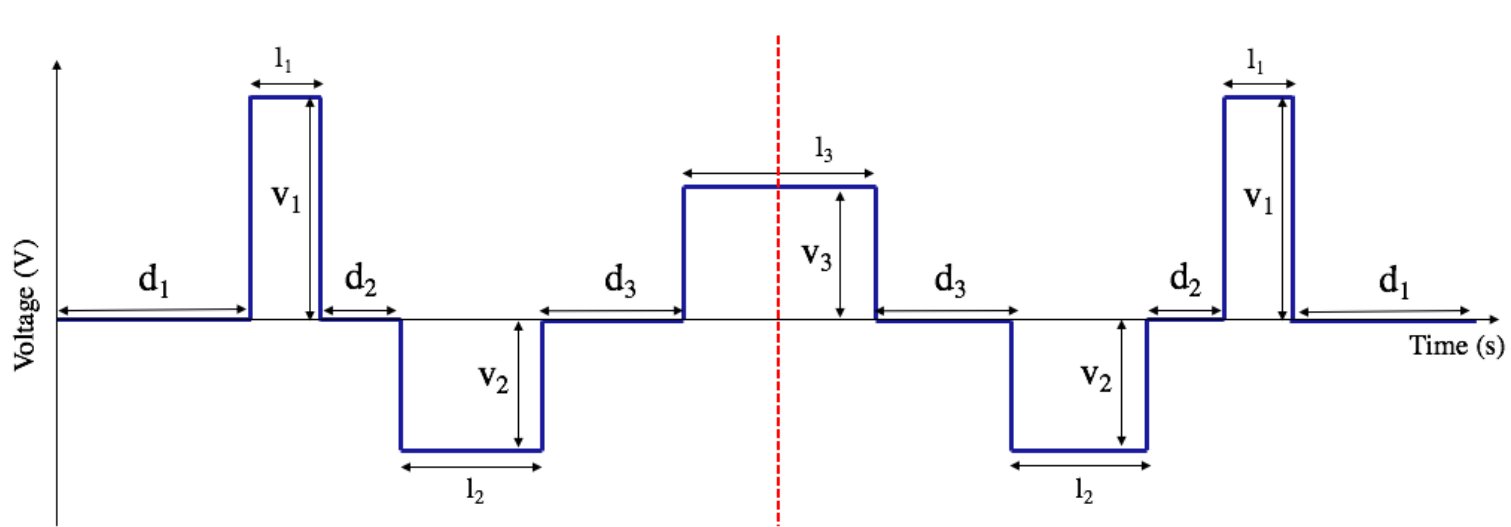 l₁
l₁
l₃
v₁
v₁
v₃
d₁
d₂
d₃
d₃
d₂
d₁
Voltage (V)
Time (s)
v₂
v₂
l₂
l₂